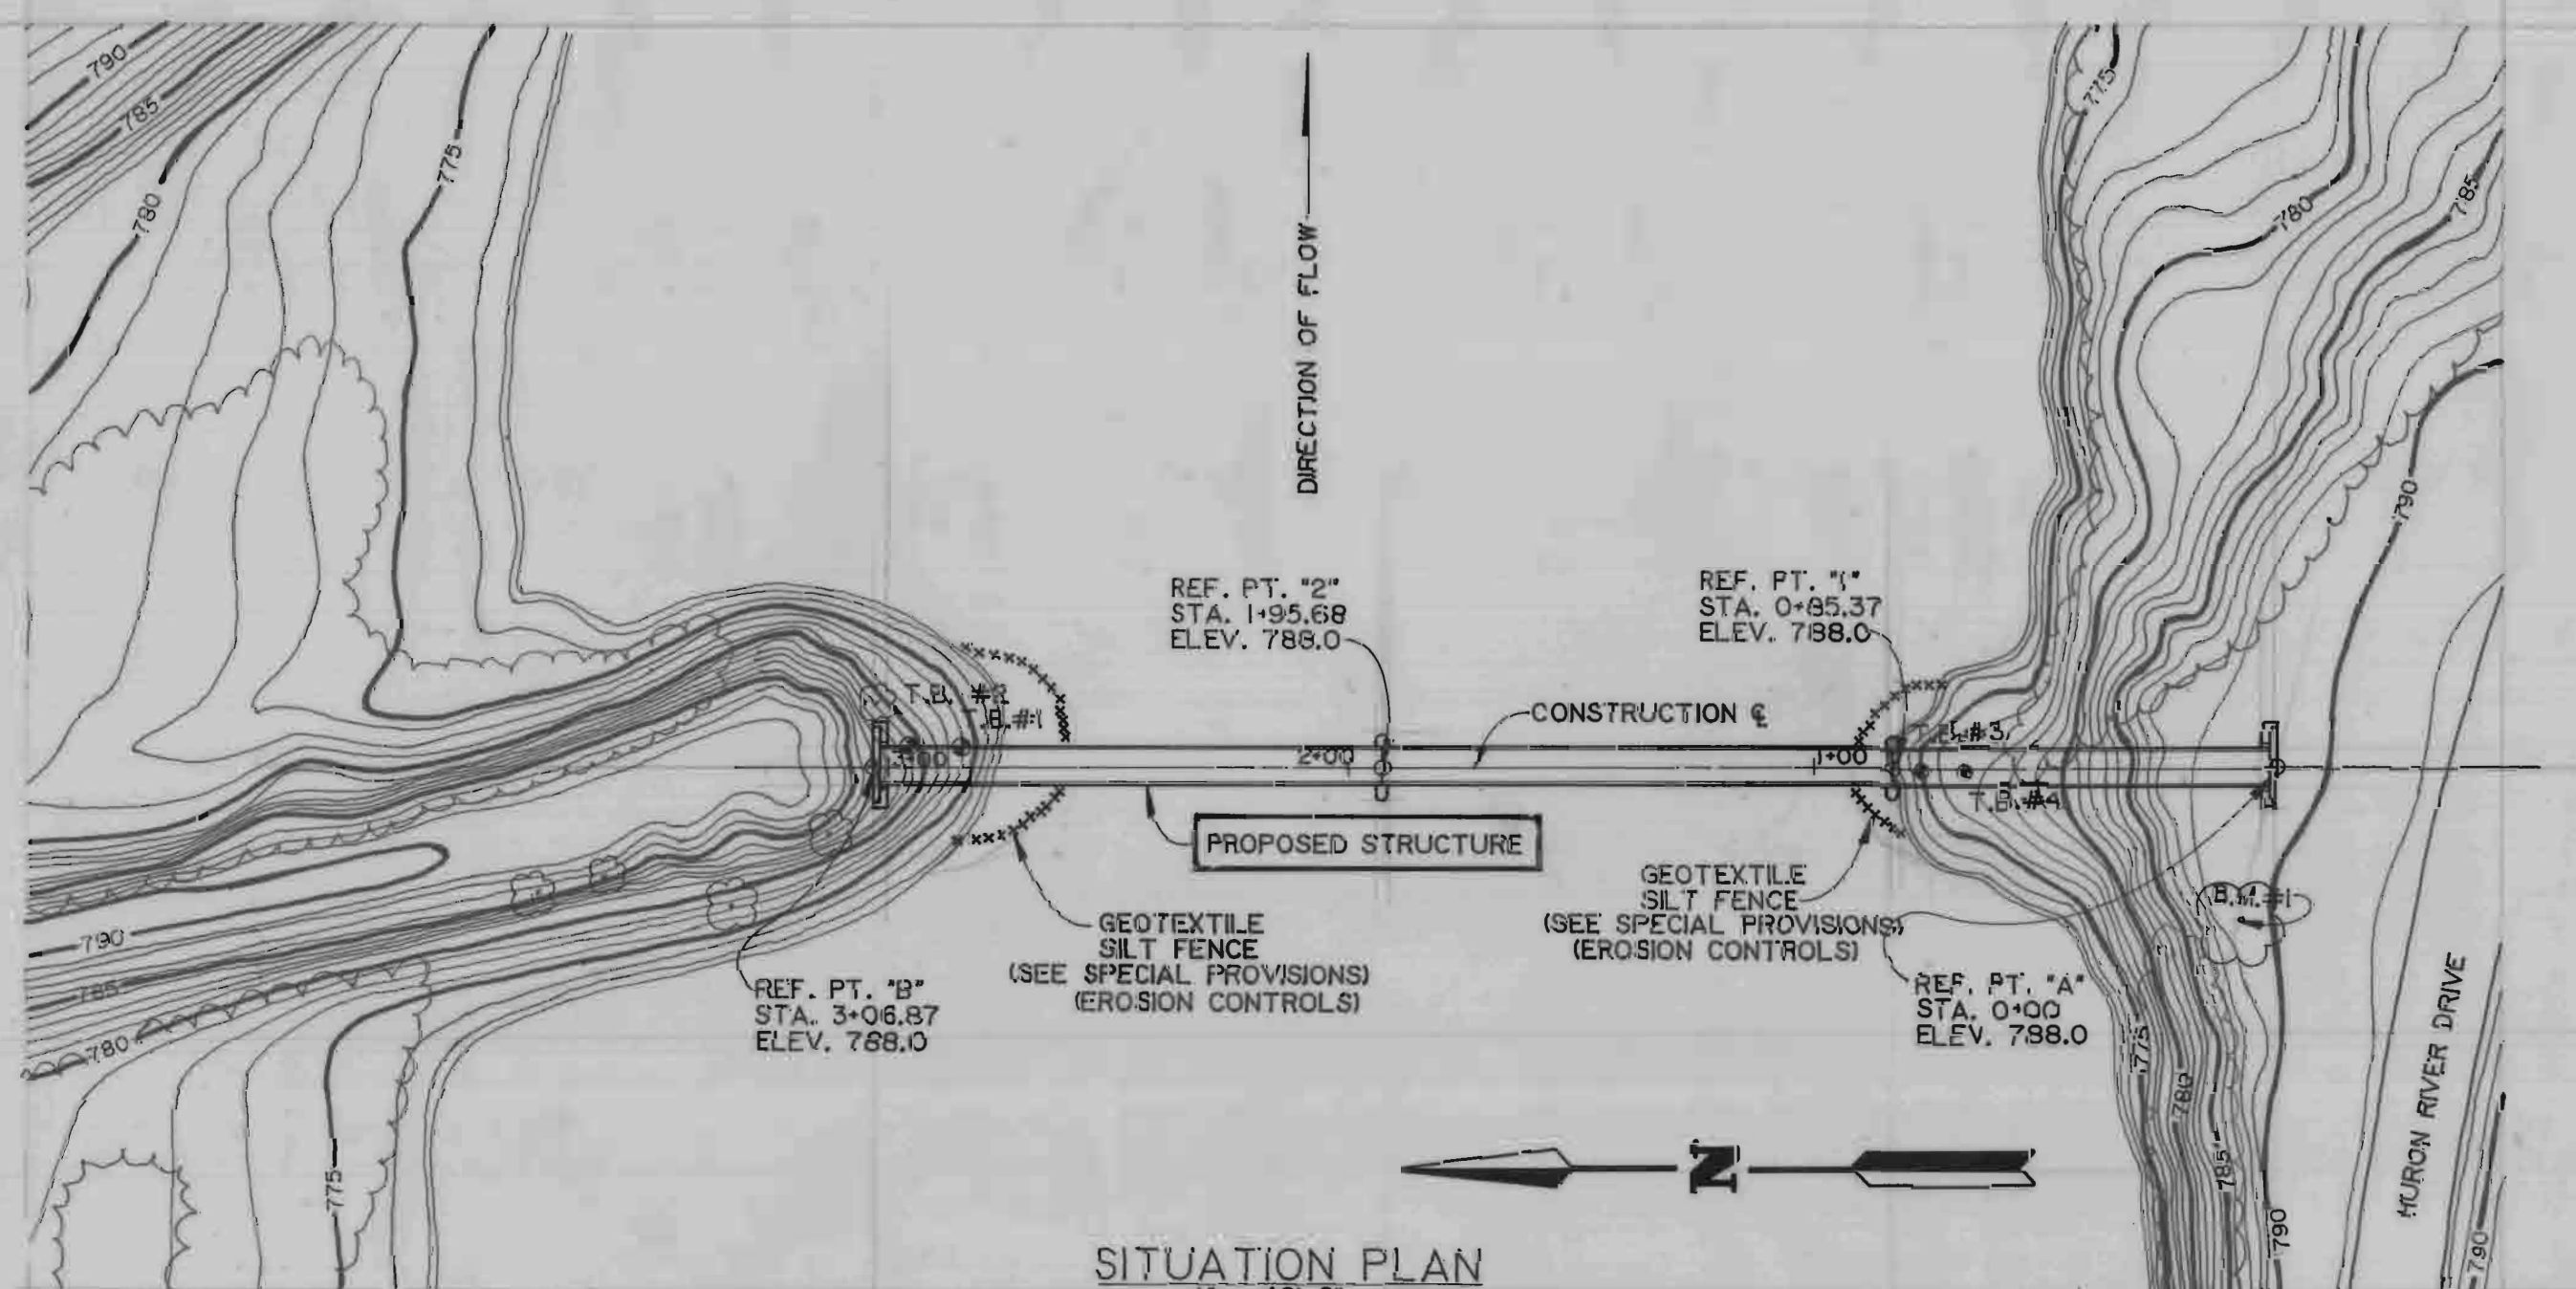 790
785
780
775
775
780
785
790
DIRECTION OF FLOW
REF. PT. "2"
STA. 1+95.68
ELEV. 788.0
REF. PT. "1"
STA. 0+85.37
ELEV. 788.0
CONSTRUCTION ℄
T.B. #2
T.B. #1
T.B. #3
T.B. #4
3+00
2+00
1+00
PROPOSED STRUCTURE
GEOTEXTILE
SILT FENCE
(SEE SPECIAL PROVISIONS)
(EROSION CONTROLS)
GEOTEXTILE
SILT FENCE
(SEE SPECIAL PROVISIONS)
(EROSION CONTROLS)
B.M. #1
REF. PT. "B"
STA. 3+06.87
ELEV. 788.0
REF. PT. "A"
STA. 0+00
ELEV. 788.0
790
785
780
775
775
780
785
790
790
HURON RIVER DRIVE
N
SITUATION PLAN